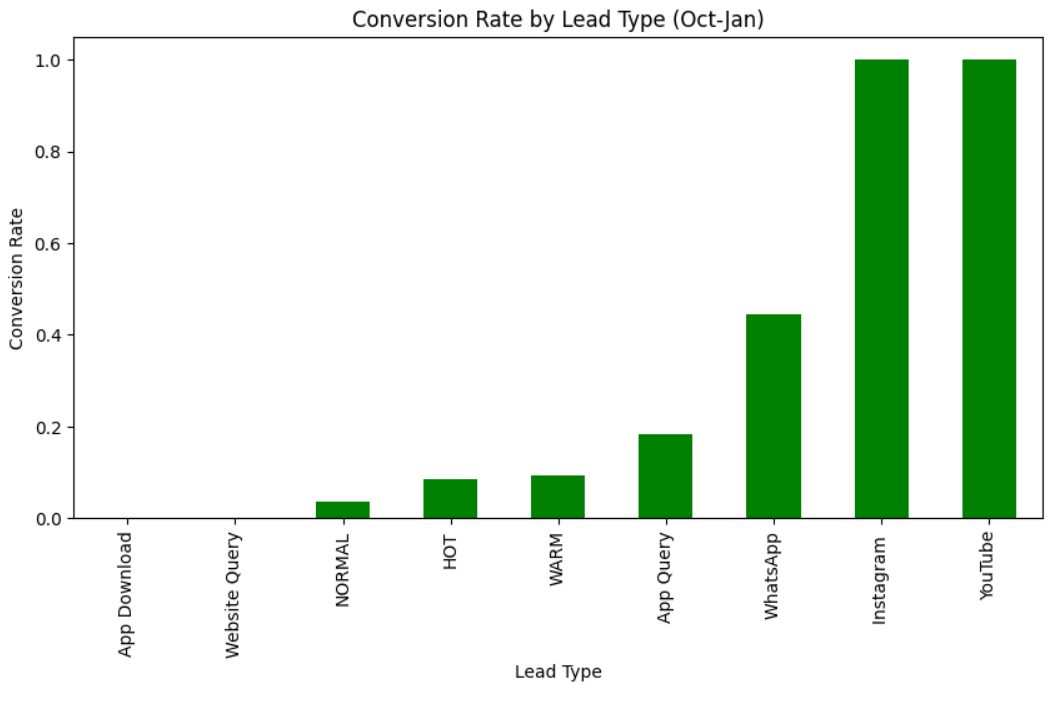 Conversion Rate by Lead Type (Oct-Jan)
Conversion Rate
1.0
0.8
0.6
0.4
0.2
0.0
App Download
Website Query
NORMAL
HOT
WARM
App Query
WhatsApp
Instagram
YouTube
Lead Type